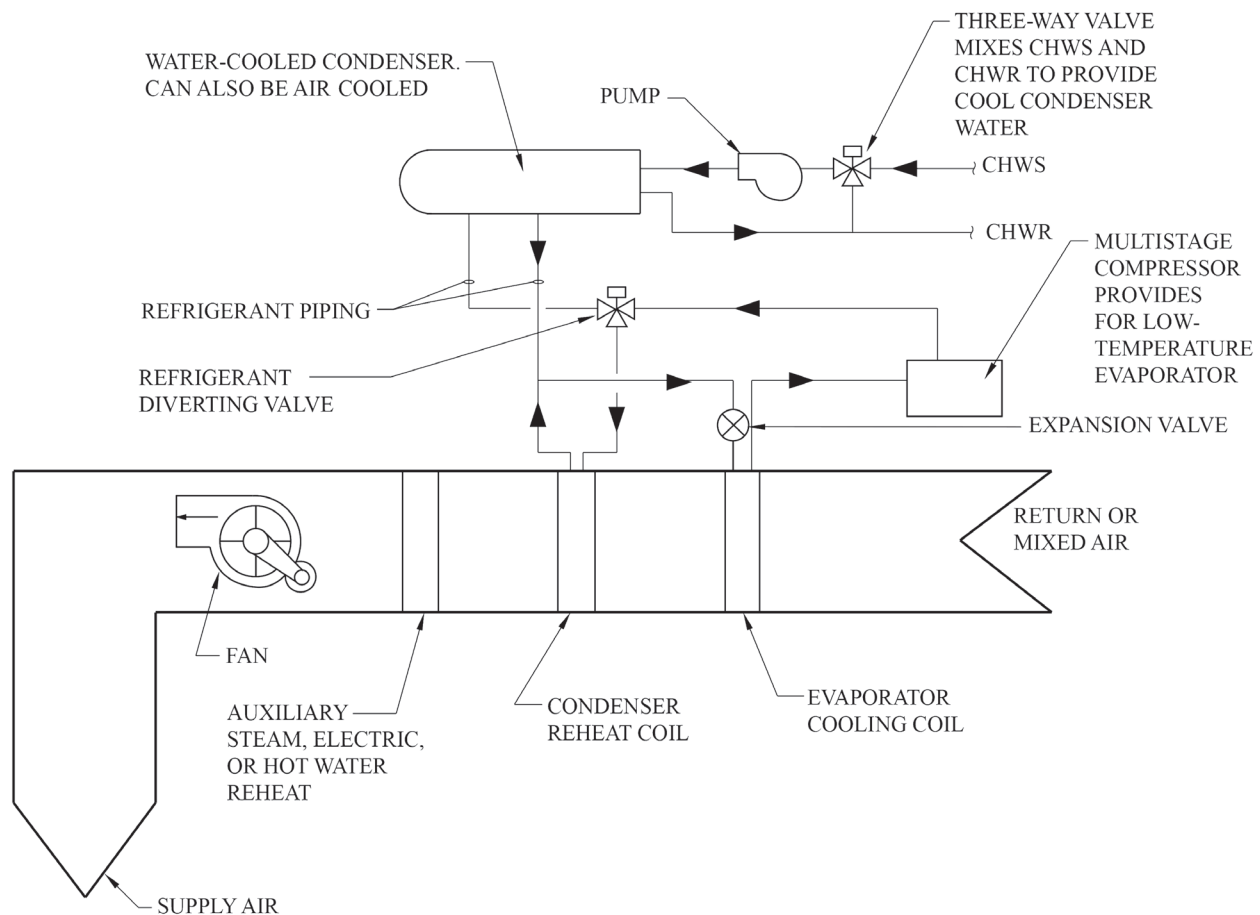 THREE-WAY VALVE
MIXES CHWS AND
CHWR TO PROVIDE
COOL CONDENSER
WATER
WATER-COOLED CONDENSER.
CAN ALSO BE AIR COOLED
PUMP
CHWS
CHWR
MULTISTAGE
COMPRESSOR
PROVIDES
FOR LOW-
TEMPERATURE
EVAPORATOR
REFRIGERANT PIPING
REFRIGERANT
DIVERTING VALVE
EXPANSION VALVE
RETURN OR
MIXED AIR
FAN
AUXILIARY
STEAM, ELECTRIC,
OR HOT WATER
REHEAT
CONDENSER
REHEAT COIL
EVAPORATOR
COOLING COIL
SUPPLY AIR